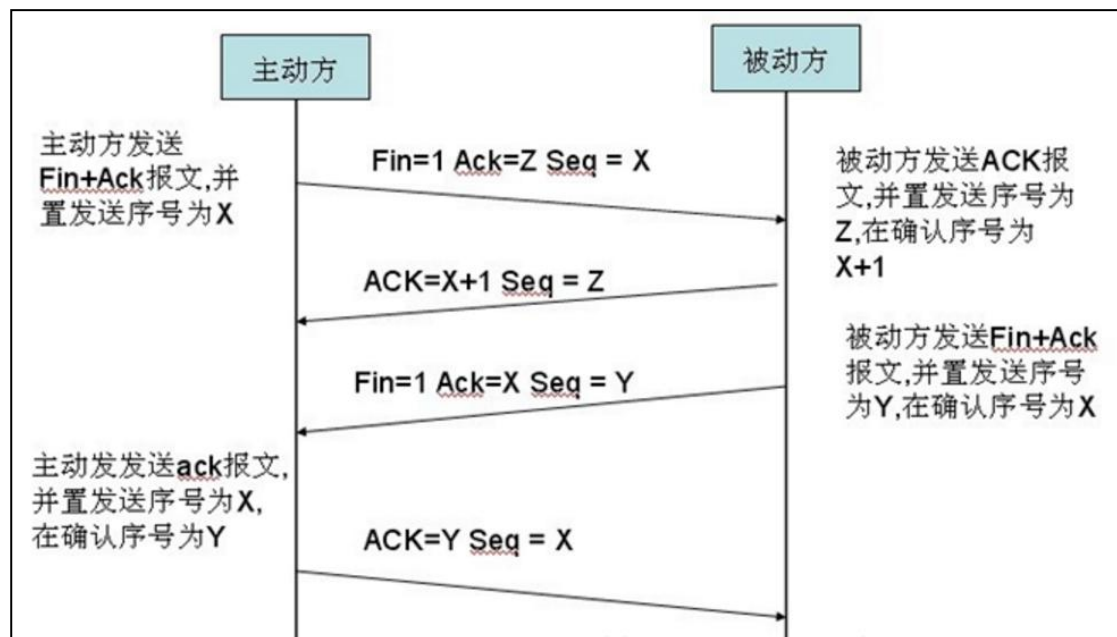 主动方
被动方
主动方发送
Fin+Ack报文,并
置发送序号为X
Fin=1 Ack=Z Seq = X
被动方发送ACK报
文,并置发送序号为
Z,在确认序号为
X+1
ACK=X+1 Seq = Z
被动方发送Fin+Ack
报文,并置发送序号
为Y,在确认序号为X
Fin=1 Ack=X Seq = Y
主动发发送ack报文,
并置发送序号为X,
在确认序号为Y
ACK=Y Seq = X